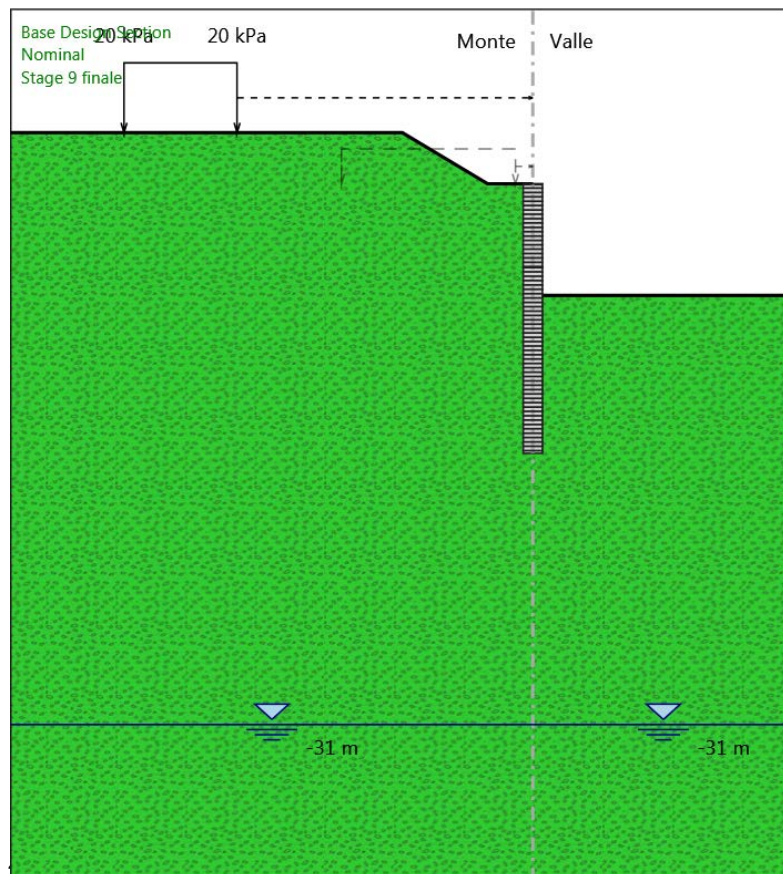 Base Design Section
20 kPa
20 kPa
Monte
Valle
Nominal
Stage 9 finale
-31 m
-31 m